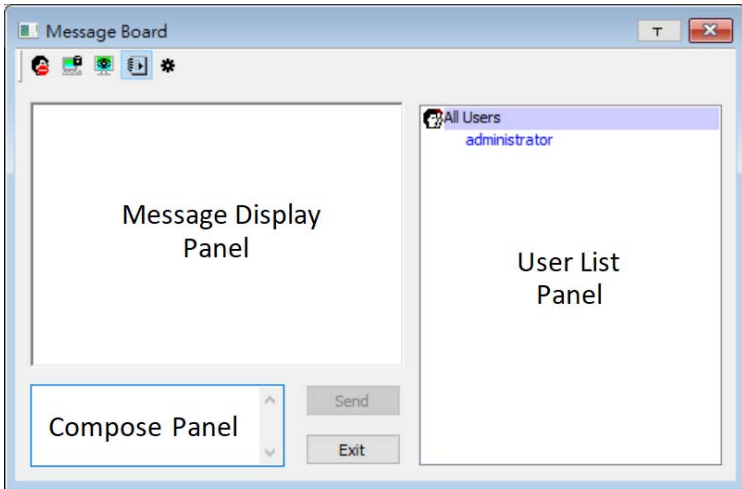 Message Board
All Users
administrator
Message Display
Panel
User List
Panel
Compose Panel
Send
Exit